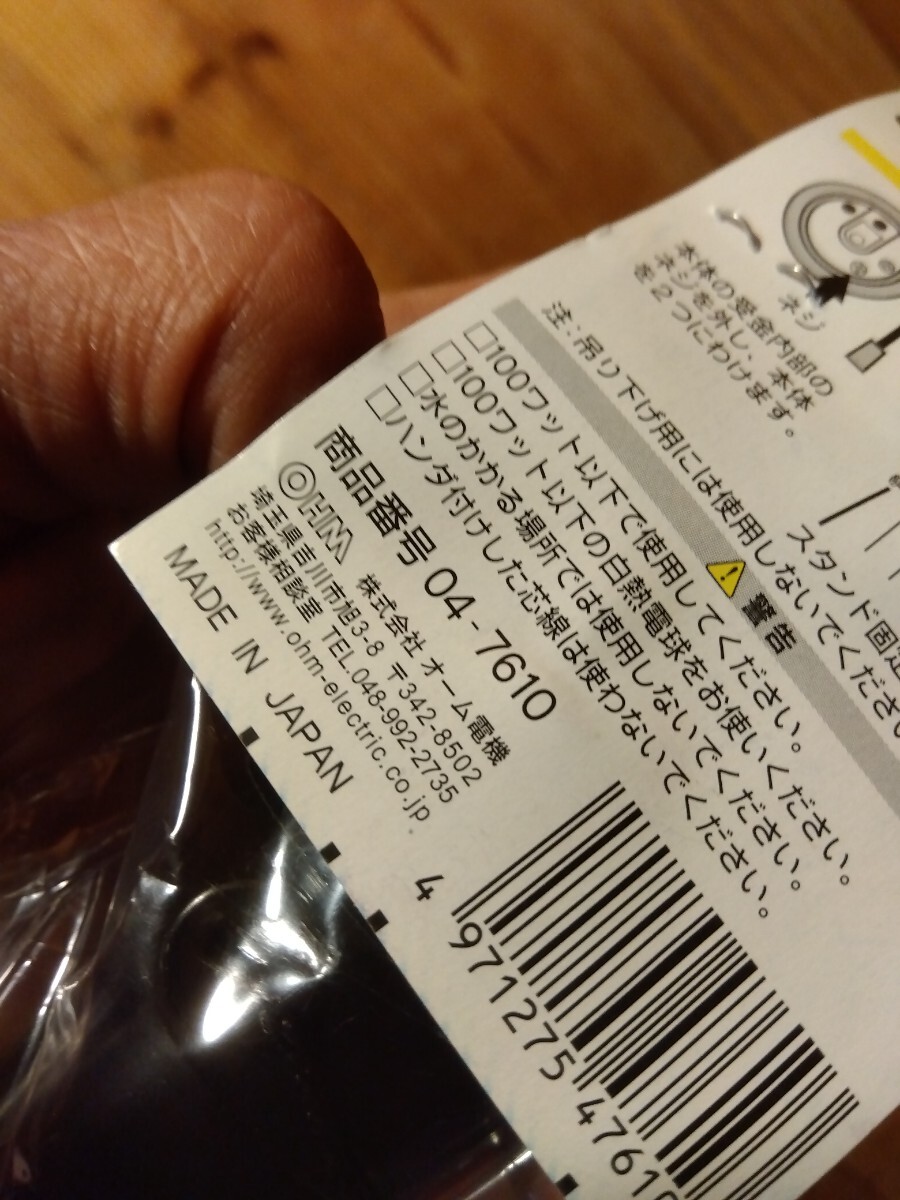 ネジ
本体の受金内部の
ネジを外し、本体
を2つにわけます。
スタンド固定
注:吊り下げ用には使用しないでください
警告
□100ワット以下で使用してください。
□100ワット以下の白熱電球をお使いください。
□水のかかる場所では使用しないでください。
□ハンダ付けした芯線は使わないでください。
商品番号 04-7610
OHM 株式会社 オーム電機
埼玉県吉川市旭3-8 〒342-8502
お客様相談室 TEL.048-992-2735
http://www.ohm-electric.co.jp
MADE IN JAPAN
4 971275 47610